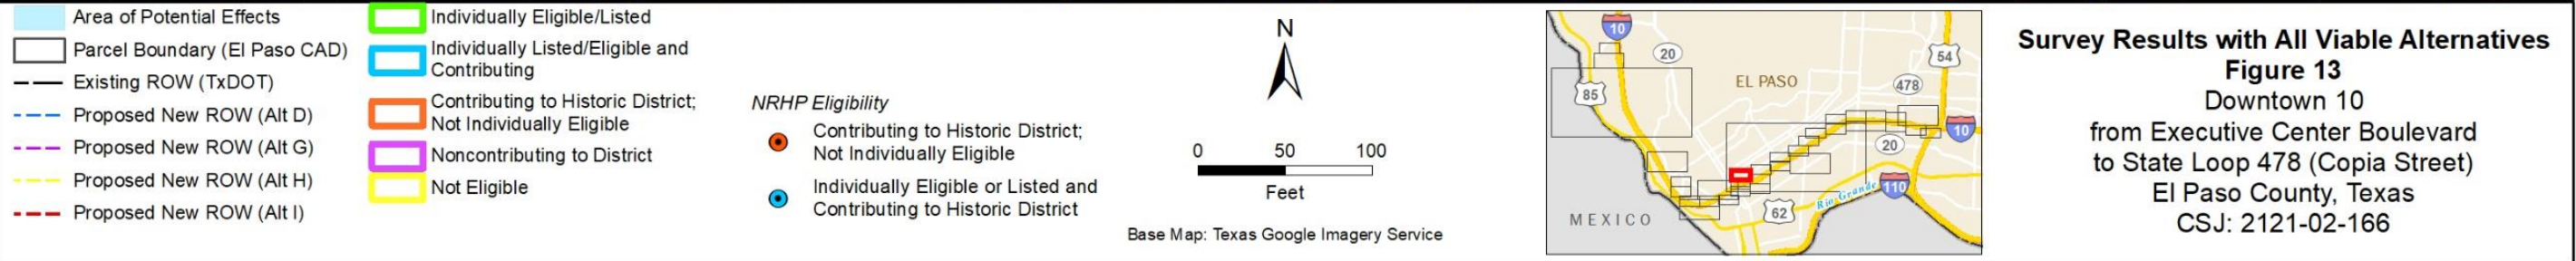 Area of Potential Effects
Parcel Boundary (El Paso CAD)
Existing ROW (TxDOT)
Proposed New ROW (Alt D)
Proposed New ROW (Alt G)
Proposed New ROW (Alt H)
Proposed New ROW (Alt I)
Individually Eligible/Listed
Individually Listed/Eligible and
Contributing
Contributing to Historic District;
Not Individually Eligible
Noncontributing to District
Not Eligible
NRHP Eligibility
Contributing to Historic District;
Not Individually Eligible
Individually Eligible or Listed and
Contributing to Historic District
N
0 50 100
Feet
Base Map: Texas Google Imagery Service
10
20
54
EL PASO
478
85
10
20
110
Rio Grande
62
MEXICO
Survey Results with All Viable Alternatives
Figure 13
Downtown 10
from Executive Center Boulevard
to State Loop 478 (Copia Street)
El Paso County, Texas
CSJ: 2121-02-166